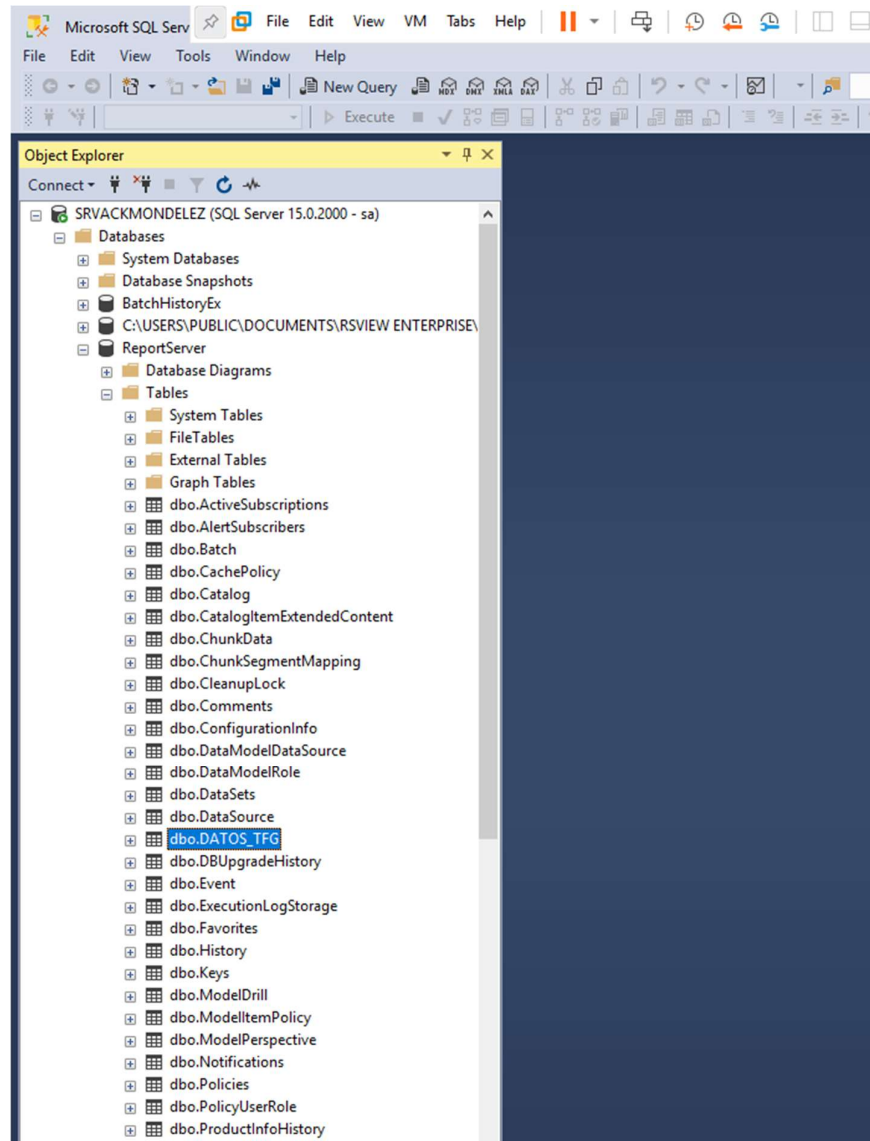 Microsoft SQL Serv File Edit View VM Tabs Help
File Edit View Tools Window Help
New Query MDX DMX XMLA DAX
Execute
Object Explorer
Connect
SRVACKMONDELEZ (SQL Server 15.0.2000 - sa)
Databases
System Databases
Database Snapshots
BatchHistoryEx
C:\USERS\PUBLIC\DOCUMENTS\RSVIEW ENTERPRISE\
ReportServer
Database Diagrams
Tables
System Tables
FileTables
External Tables
Graph Tables
dbo.ActiveSubscriptions
dbo.AlertSubscribers
dbo.Batch
dbo.CachePolicy
dbo.Catalog
dbo.CatalogItemExtendedContent
dbo.ChunkData
dbo.ChunkSegmentMapping
dbo.CleanupLock
dbo.Comments
dbo.ConfigurationInfo
dbo.DataModelDataSource
dbo.DataModelRole
dbo.DataSets
dbo.DataSource
dbo.DATOS_TFG
dbo.DBUpgradeHistory
dbo.Event
dbo.ExecutionLogStorage
dbo.Favorites
dbo.History
dbo.Keys
dbo.ModelDrill
dbo.ModelItemPolicy
dbo.ModelPerspective
dbo.Notifications
dbo.Policies
dbo.PolicyUserRole
dbo.ProductInfoHistory